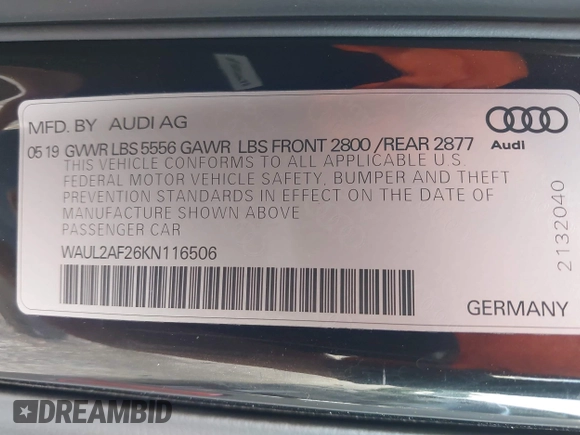 MFD. BY AUDI AG
05 19 GVWR LBS 5556 GAWR LBS FRONT 2800 /REAR 2877
Audi
THIS VEHICLE CONFORMS TO ALL APPLICABLE U.S.
FEDERAL MOTOR VEHICLE SAFETY, BUMPER AND THEFT
PREVENTION STANDARDS IN EFFECT ON THE DATE OF
MANUFACTURE SHOWN ABOVE
PASSENGER CAR
WAUL2AF26KN116506
2132040
GERMANY
DREAMBID